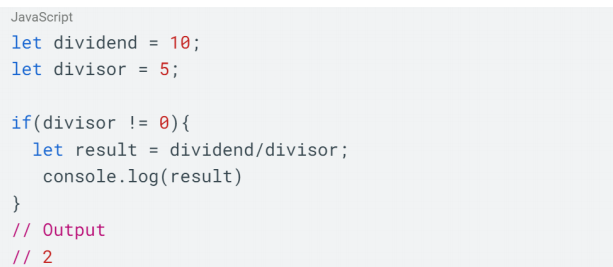 JavaScript
let dividend = 10;
let divisor = 5;
if(divisor != 0){
let result = dividend/divisor;
console.log(result)
}
// Output
// 2